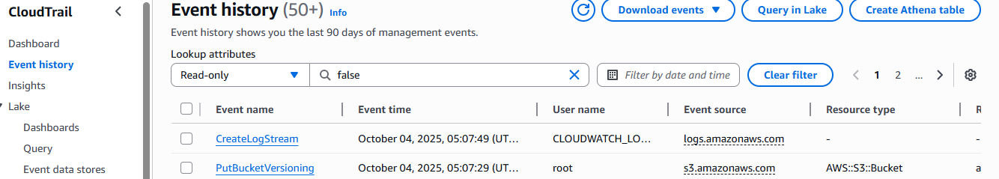 CloudTrail
Dashboard
Event history
Insights
Lake
Dashboards
Query
Event data stores
Event history (50+) Info
Download events
Query in Lake
Create Athena table
Event history shows you the last 90 days of management events.
Lookup attributes
Read-only
false
Filter by date and time
Clear filter
1 2 ...
Event name Event time User name Event source Resource type R
CreateLogStream October 04, 2025, 05:07:49 (UT... CLOUDWATCH_LO... logs.amazonaws.com - -
PutBucketVersioning October 04, 2025, 05:07:29 (UT... root s3.amazonaws.com AWS::S3::Bucket a